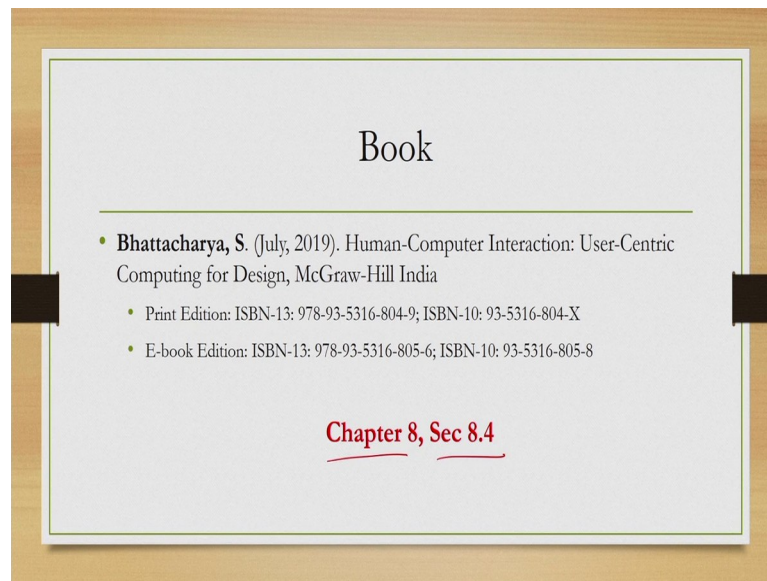 Book
• Bhattacharya, S. (July, 2019). Human-Computer Interaction: User-Centric
Computing for Design, McGraw-Hill India
• Print Edition: ISBN-13: 978-93-5316-804-9; ISBN-10: 93-5316-804-X
• E-book Edition: ISBN-13: 978-93-5316-805-6; ISBN-10: 93-5316-805-8
Chapter 8, Sec 8.4